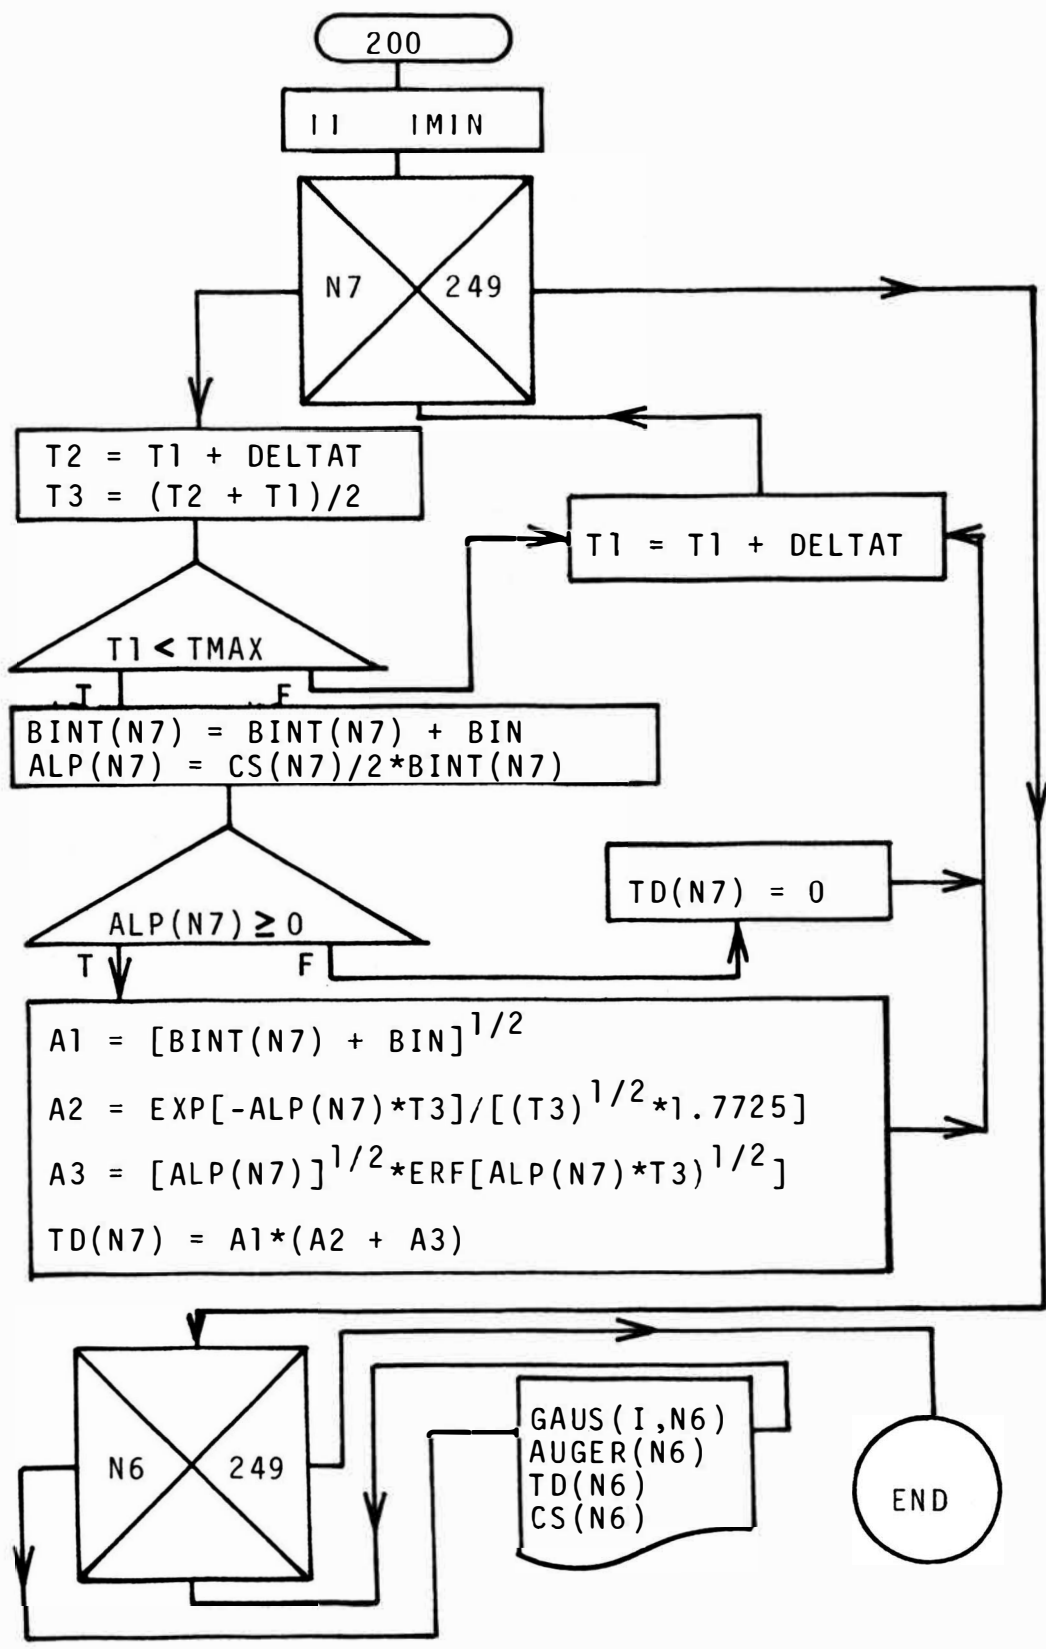 200
I1 IMIN
N7 249
T2 = T1 + DELTAT
T3 = (T2 + T1)/2
T1 = T1 + DELTAT
T1 < TMAX
T F
BINT(N7) = BINT(N7) + BIN
ALP(N7) = CS(N7)/2*BINT(N7)
TD(N7) = 0
ALP(N7) ≥ 0
T F
A1 = [BINT(N7) + BIN]^1/2
A2 = EXP[-ALP(N7)*T3]/[(T3)^1/2*1.7725]
A3 = [ALP(N7)]^1/2*ERF[ALP(N7)*T3)^1/2]
TD(N7) = A1*(A2 + A3)
N6 249
GAUS(I,N6)
AUGER(N6)
TD(N6)
CS(N6)
END